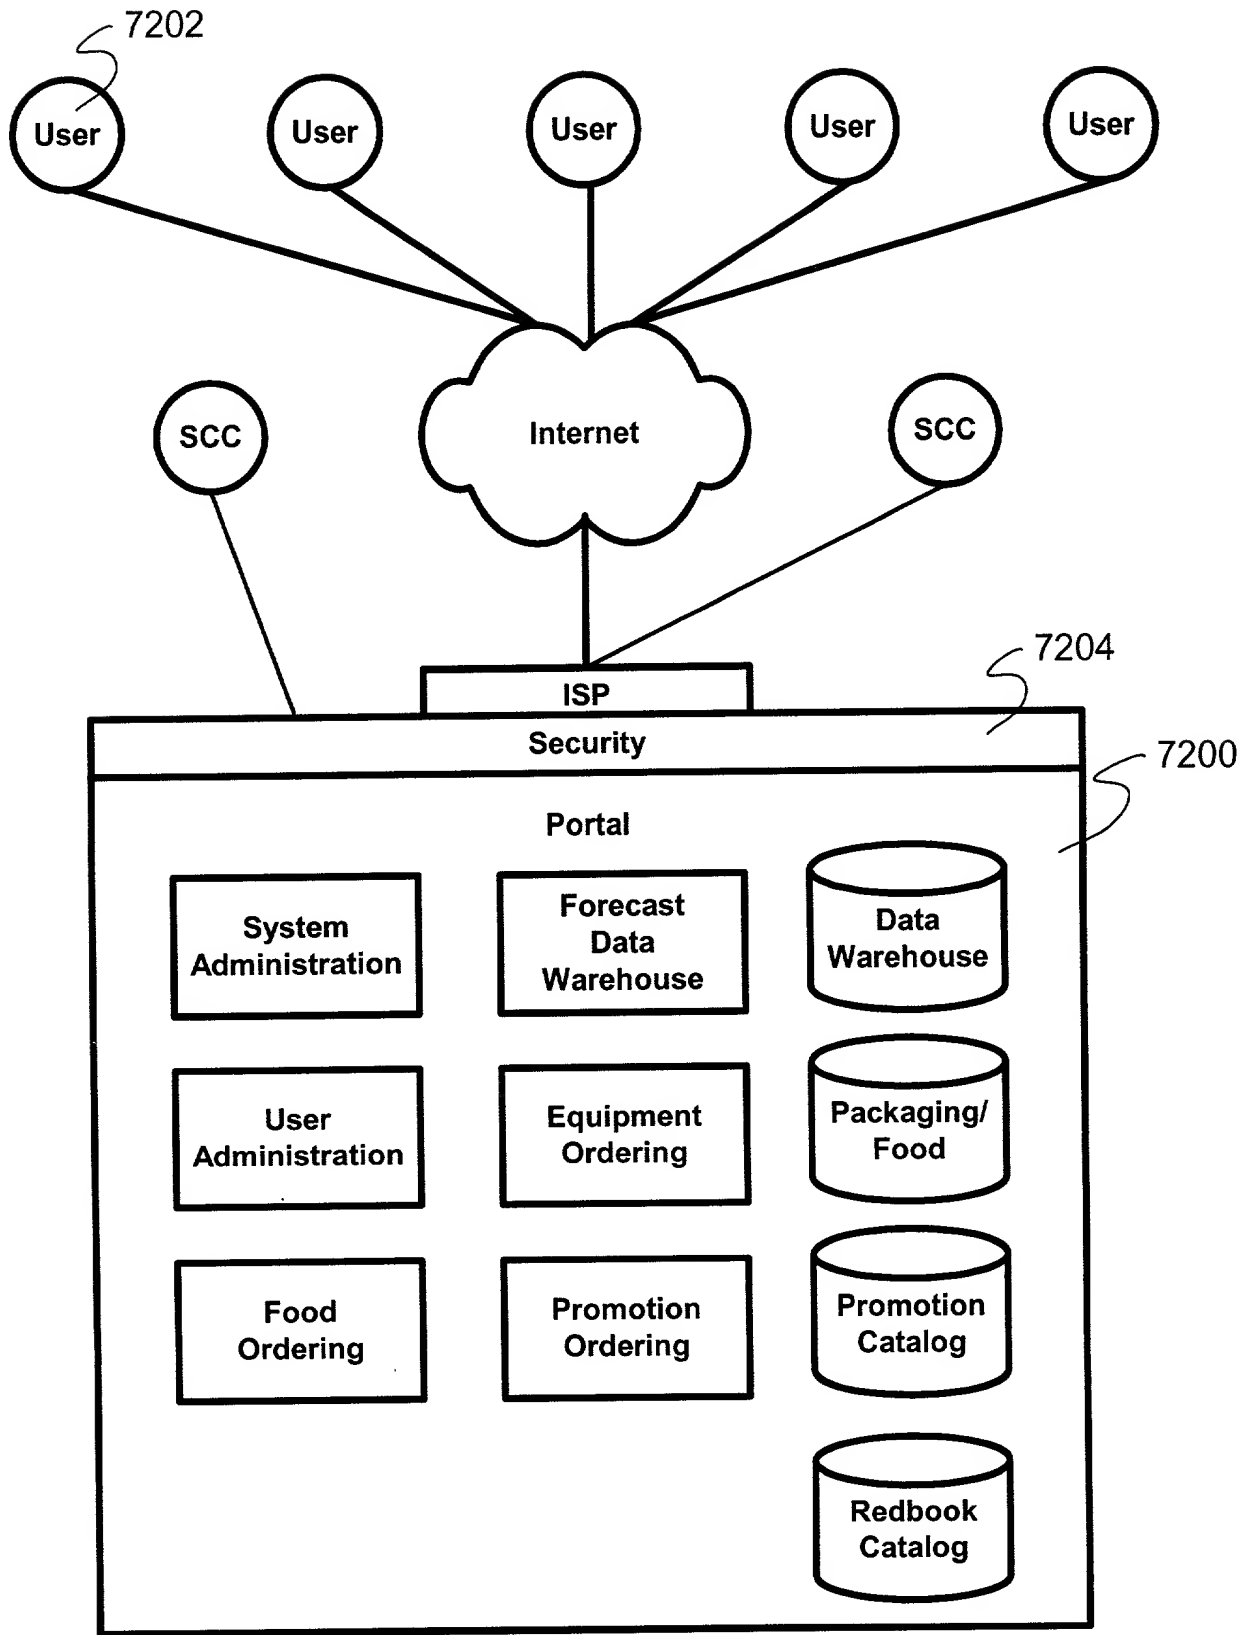 7202
User
User
User
User
User
SCC
Internet
SCC
7204
ISP
Security
7200
Portal
System
Administration
Forecast
Data
Warehouse
Data
Warehouse
User
Administration
Equipment
Ordering
Packaging/
Food
Food
Ordering
Promotion
Ordering
Promotion
Catalog
Redbook
Catalog